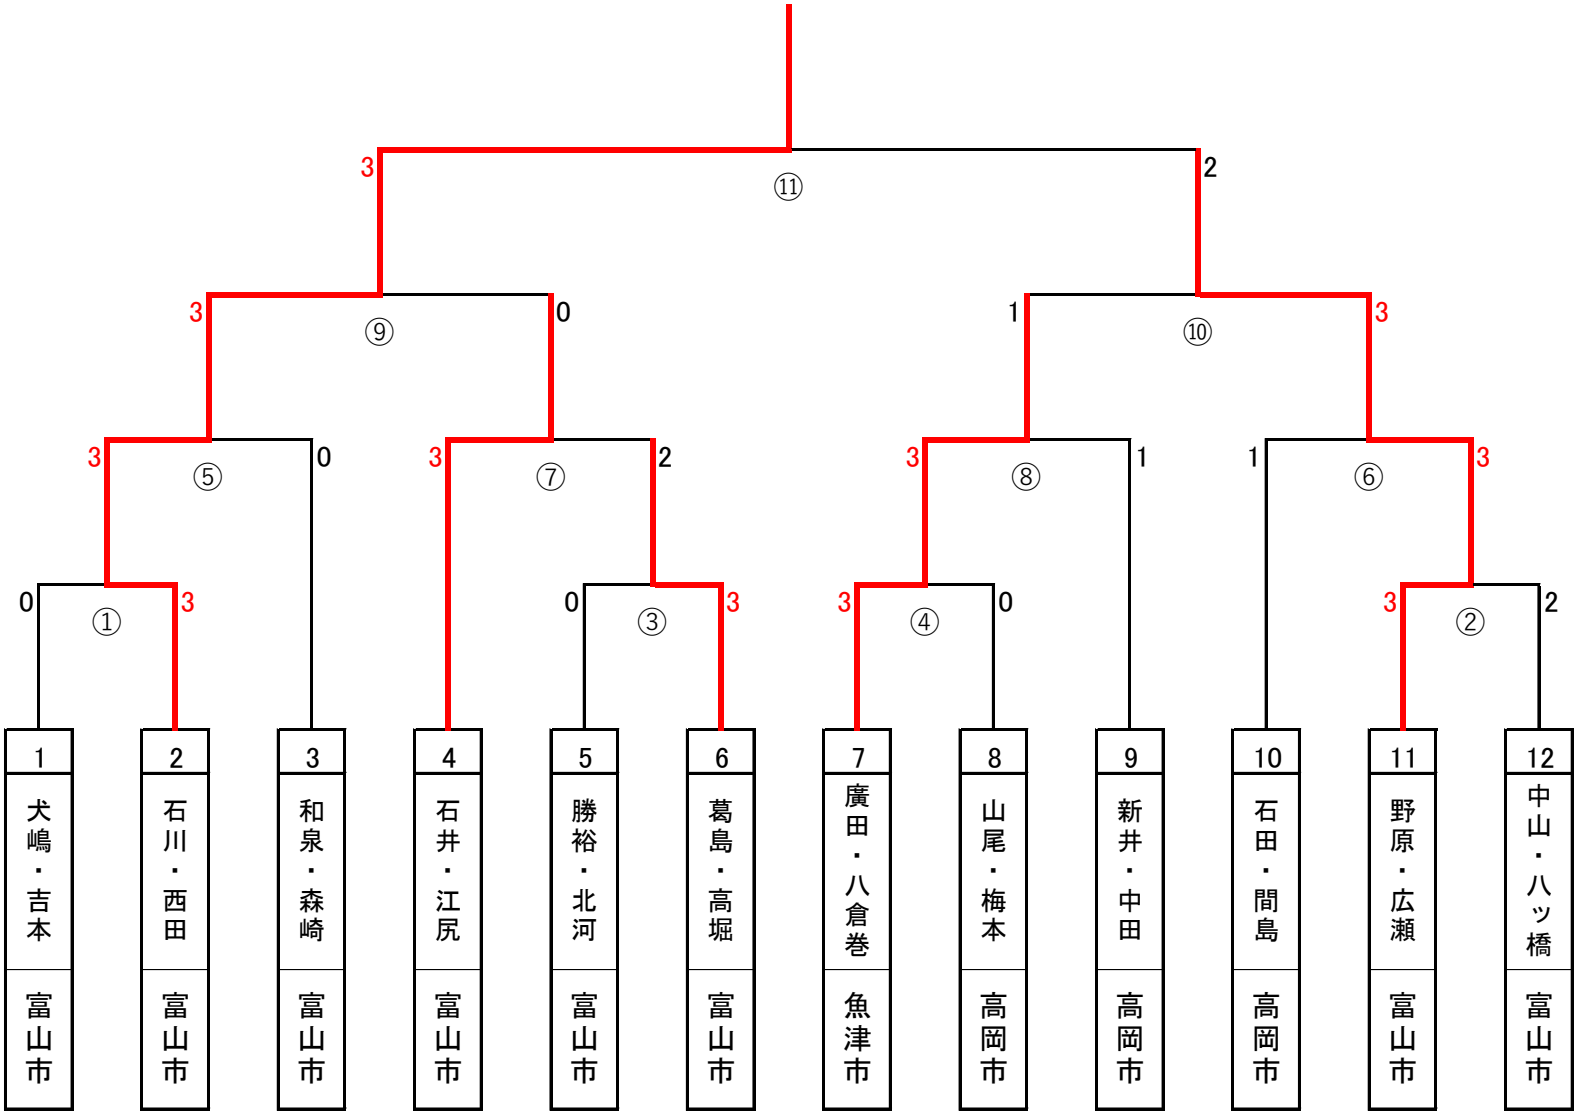 3
2
⑪
3
0
1
3
⑨
⑩
3
0
3
2
3
1
1
3
⑤
⑦
⑧
⑥
0
3
0
3
3
0
3
2
①
③
④
②
1
2
3
4
5
6
7
8
9
10
11
12
犬嶋・吉本
石川・西田
和泉・森崎
石井・江尻
勝裕・北河
葛島・高堀
廣田・八倉巻
山尾・梅本
新井・中田
石田・間島
野原・広瀬
中山・八ッ橋
富山市
富山市
富山市
富山市
富山市
富山市
魚津市
高岡市
高岡市
高岡市
富山市
富山市